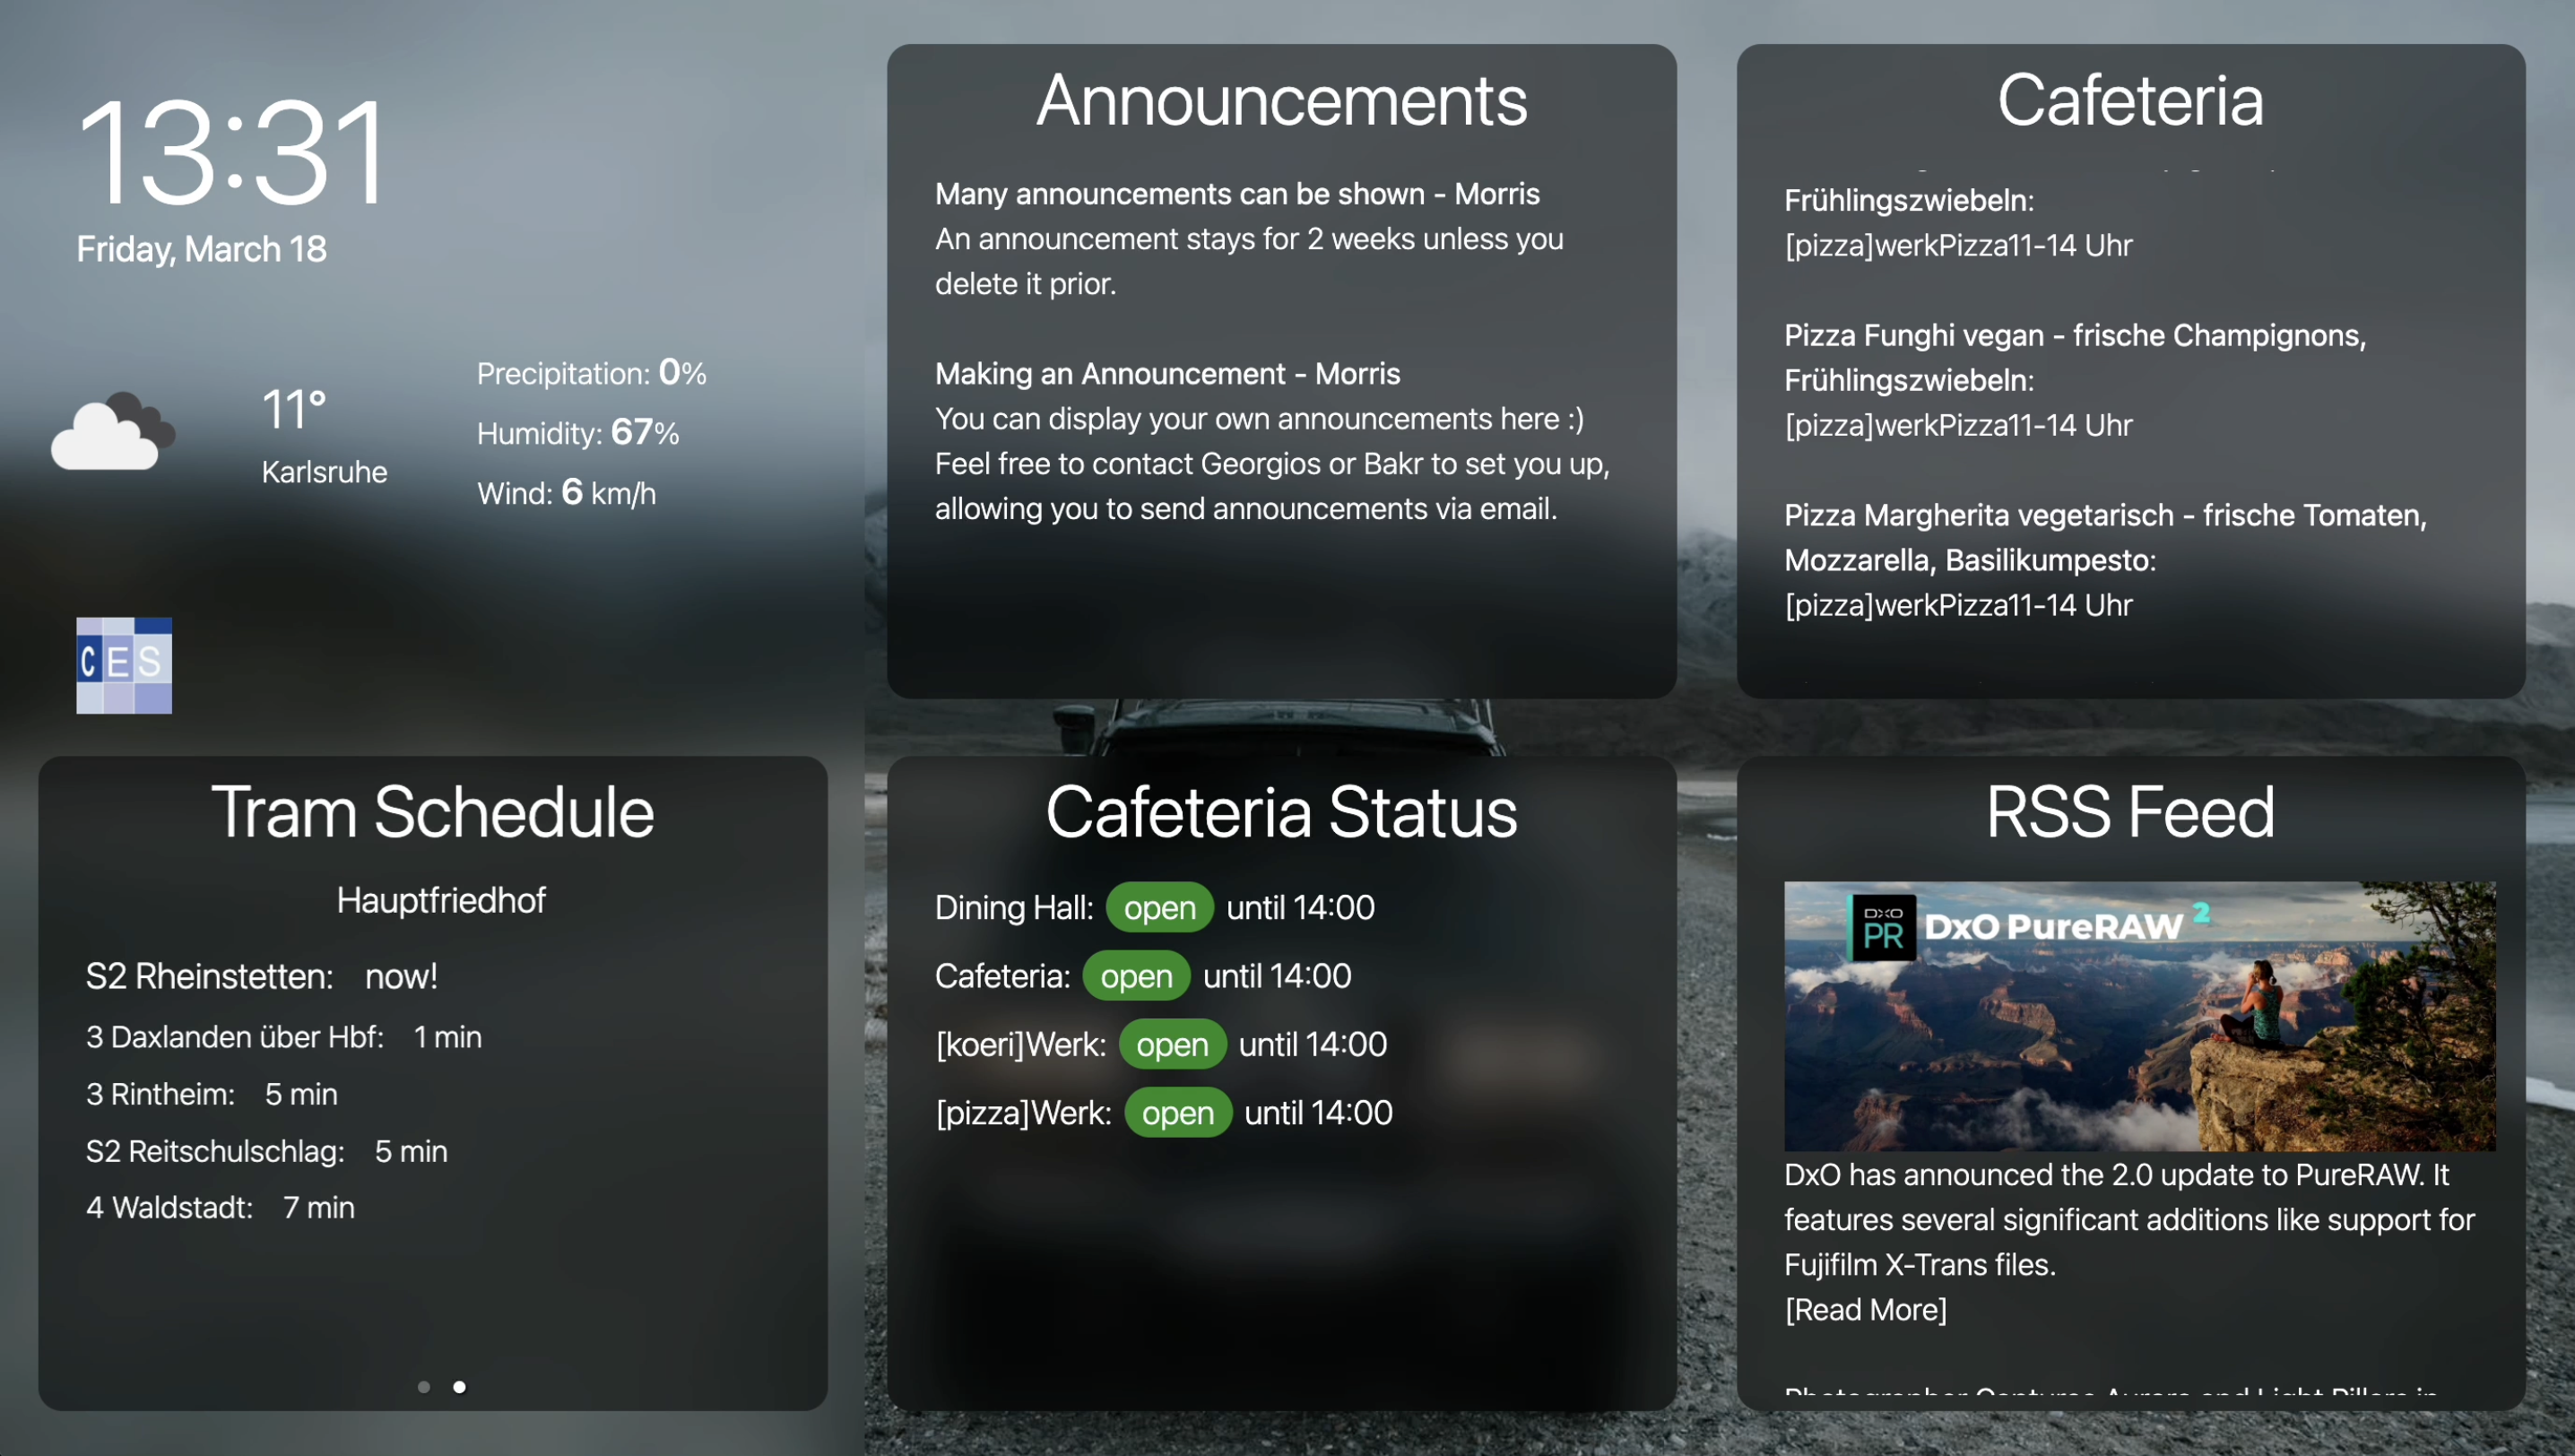 13:31
Friday, March 18
11°
Karlsruhe
Precipitation: 0%
Humidity: 67%
Wind: 6 km/h
CES
Announcements
Many announcements can be shown - Morris
An announcement stays for 2 weeks unless you
delete it prior.
Making an Announcement - Morris
You can display your own announcements here :)
Feel free to contact Georgios or Bakr to set you up,
allowing you to send announcements via email.
Cafeteria
Frühlingszwiebeln:
[pizza]werkPizza11-14 Uhr
Pizza Funghi vegan - frische Champignons,
Frühlingszwiebeln:
[pizza]werkPizza11-14 Uhr
Pizza Margherita vegetarisch - frische Tomaten,
Mozzarella, Basilikumpesto:
[pizza]werkPizza11-14 Uhr
Tram Schedule
Hauptfriedhof
S2 Rheinstetten: now!
3 Daxlanden über Hbf: 1 min
3 Rintheim: 5 min
S2 Reitschulschlag: 5 min
4 Waldstadt: 7 min
Cafeteria Status
Dining Hall: open until 14:00
Cafeteria: open until 14:00
[koeri]Werk: open until 14:00
[pizza]Werk: open until 14:00
RSS Feed
DXO
PR
DxO PureRAW 2
DxO has announced the 2.0 update to PureRAW. It
features several significant additions like support for
Fujifilm X-Trans files.
[Read More]
Photographer Captures Aurora and Light Pillars in